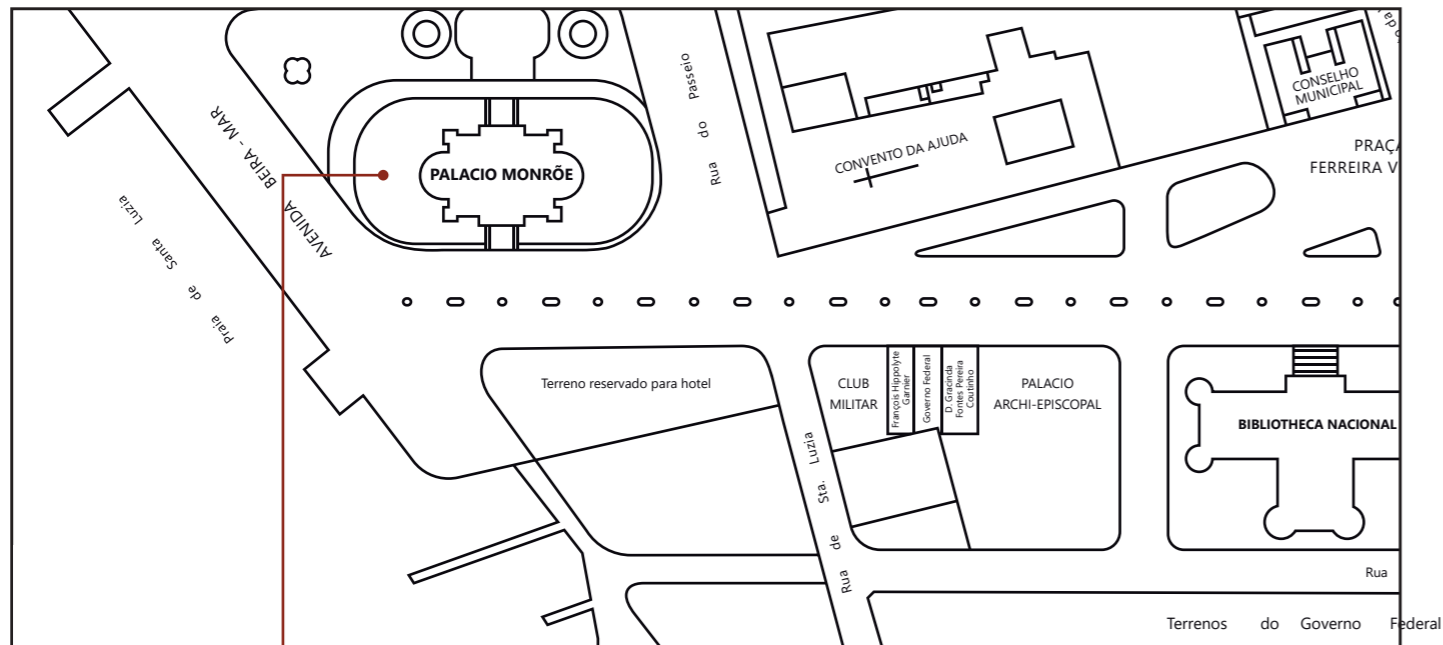 BEIRA - MAR
AVENIDA
Praia de Santa Luzia
PALACIO MONRÕE
Rua do Passeio
CONVENTO DA AJUDA
CONSELHO
MUNICIPAL
PRAÇA
FERREIRA V
Terreno reservado para hotel
CLUB
MILITAR
François Hippolyte
Garnier
Governo Federal
D. Gracinda
Fontes Pereira
Coutinho
PALACIO
ARCHI-EPISCOPAL
BIBLIOTHECA NACIONAL
Rua de Sta. Luzia
Rua
Terrenos do Governo Federal